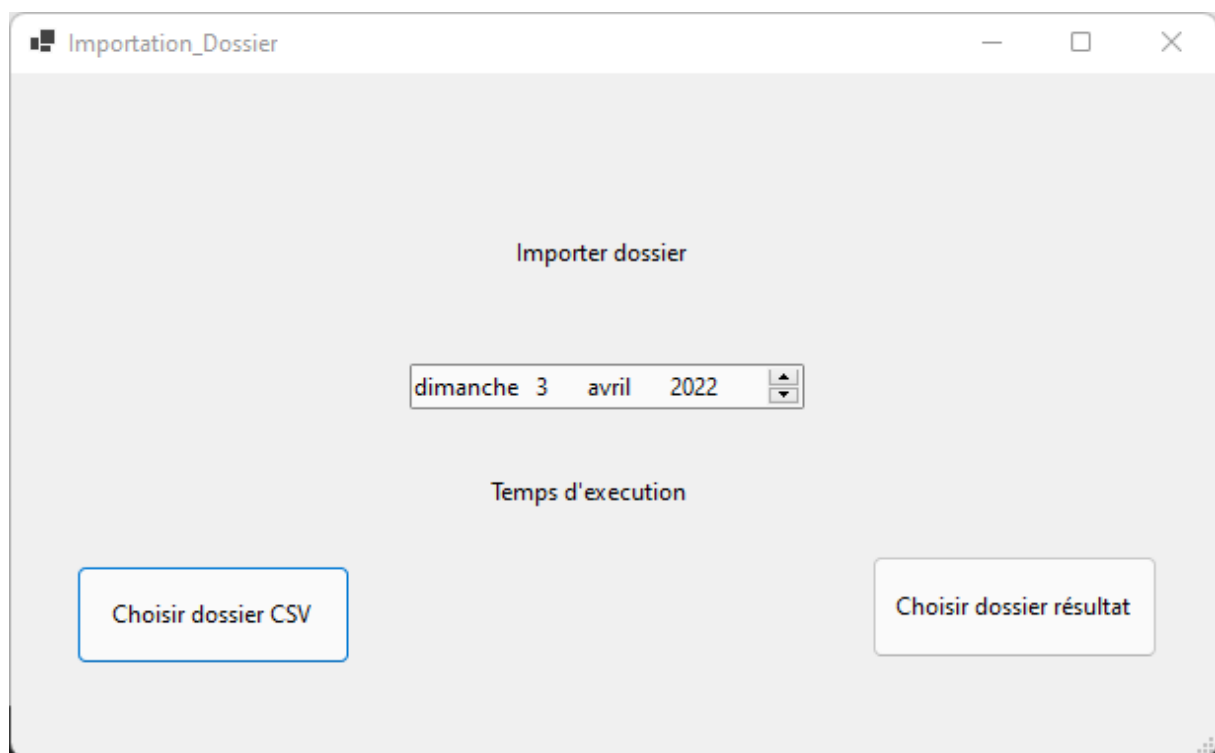 Importation_Dossier
Importer dossier
dimanche 3 avril 2022
Temps d'execution
Choisir dossier CSV
Choisir dossier résultat